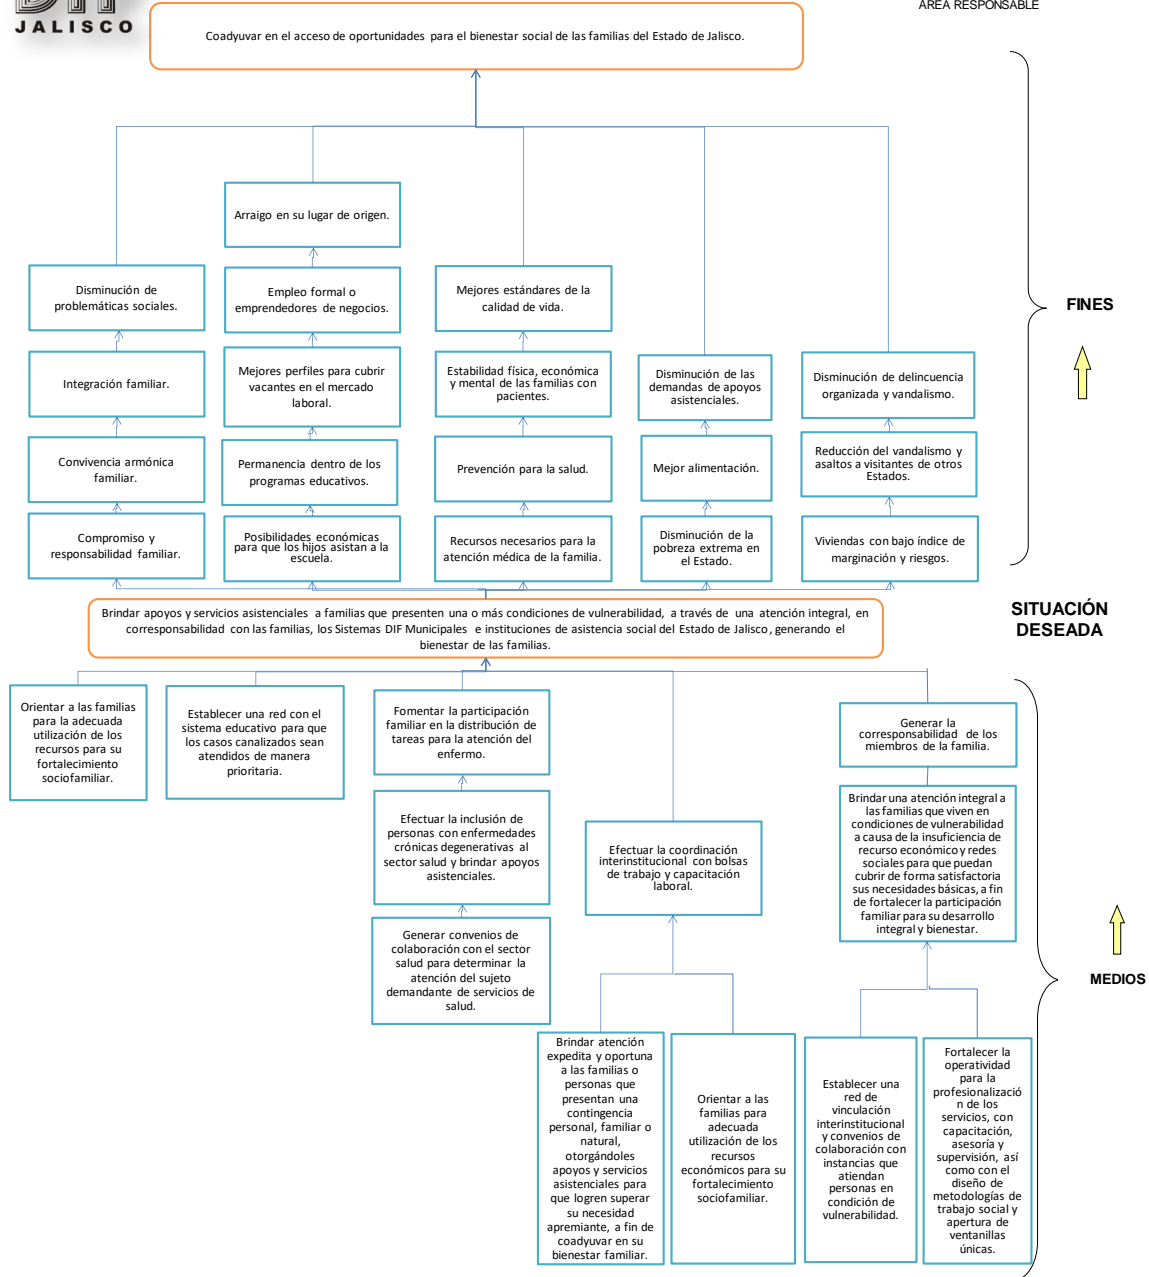 DIF
JALISCO
ÁREA RESPONSABLE
Coadyuvar en el acceso de oportunidades para el bienestar social de las familias del Estado de Jalisco.
Arraigo en su lugar de origen.
Disminución de
problemáticas sociales.
Empleo formal o
emprendedores de negocios.
Mejores estándares de la
calidad de vida.
FINES
Integración familiar.
Mejores perfiles para cubrir
vacantes en el mercado
laboral.
Estabilidad física, económica
y mental de las familias con
pacientes.
Disminución de las
demandas de apoyos
asistenciales.
Disminución de delincuencia
organizada y vandalismo.
Convivencia armónica
familiar.
Permanencia dentro de los
programas educativos.
Prevención para la salud.
Mejor alimentación.
Reducción del vandalismo y
asaltos a visitantes de otros
Estados.
Compromiso y
responsabilidad familiar.
Posibilidades económicas
para que los hijos asistan a la
escuela.
Recursos necesarios para la
atención médica de la familia.
Disminución de la
pobreza extrema en
el Estado.
Viviendas con bajo índice de
marginación y riesgos.
Brindar apoyos y servicios asistenciales a familias que presenten una o más condiciones de vulnerabilidad, a través de una atención integral, en
corresponsabilidad con las familias, los Sistemas DIF Municipales e instituciones de asistencia social del Estado de Jalisco, generando el
bienestar de las familias.
SITUACIÓN
DESEADA
Orientar a las familias
para la adecuada
utilización de los
recursos para su
fortalecimiento
sociofamiliar.
Establecer una red con el
sistema educativo para que
los casos canalizados sean
atendidos de manera
prioritaria.
Fomentar la participación
familiar en la distribución de
tareas para la atención del
enfermo.
Generar la
corresponsabilidad de los
miembros de la familia.
Efectuar la inclusión de
personas con enfermedades
crónicas degenerativas al
sector salud y brindar apoyos
asistenciales.
Efectuar la coordinación
interinstitucional con bolsas
de trabajo y capacitación
laboral.
Brindar una atención integral a
las familias que viven en
condiciones de vulnerabilidad
a causa de la insuficiencia de
recurso económico y redes
sociales para que puedan
cubrir de forma satisfactoria
sus necesidades básicas, a fin
de fortalecer la participación
familiar para su desarrollo
integral y bienestar.
Generar convenios de
colaboración con el sector
salud para determinar la
atención del sujeto
demandante de servicios de
salud.
MEDIOS
Brindar atención
expedita y oportuna
a las familias o
personas que
presentan una
contingencia
personal, familiar o
natural,
otorgándoles
apoyos y servicios
asistenciales para
que logren superar
su necesidad
apremiante, a fin de
coadyuvar en su
bienestar familiar.
Orientar a las
familias para
adecuada
utilización de los
recursos
económicos para su
fortalecimiento
sociofamiliar.
Establecer una
red de
vinculación
interinstitucional
y convenios de
colaboración con
instancias que
atiendan
personas en
condición de
vulnerabilidad.
Fortalecer la
operatividad
para la
profesionalizació
n de los
servicios, con
capacitación,
asesoría y
supervisión, así
como con el
diseño de
metodologías de
trabajo social y
apertura de
ventanillas
únicas.